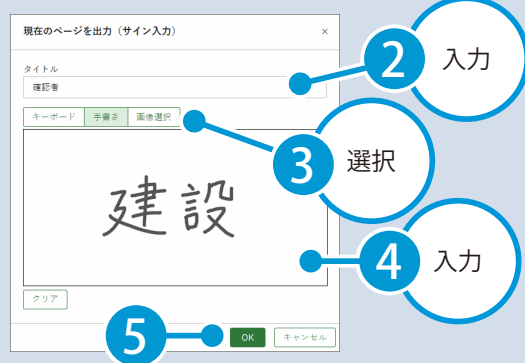 現在のページを出力（サイン入力）
×
2 入力
タイトル
確認者
キーボード 手書き 画像選択
3 選択
建設
4 入力
クリア
5
OK キャンセル